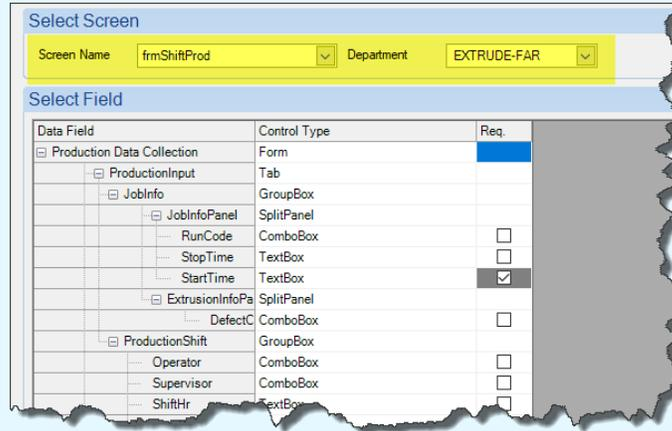 Select Screen
Screen Name frmShiftProd Department EXTRUDE-FAR
Select Field
Data Field Control Type Req.
Production Data Collection Form
ProductionInput Tab
JobInfo GroupBox
JobInfoPanel SplitPanel
RunCode ComboBox
StopTime TextBox
StartTime TextBox
ExtrusionInfoPa SplitPanel
DefectC ComboBox
ProductionShift GroupBox
Operator ComboBox
Supervisor ComboBox
ShiftHr TextBox